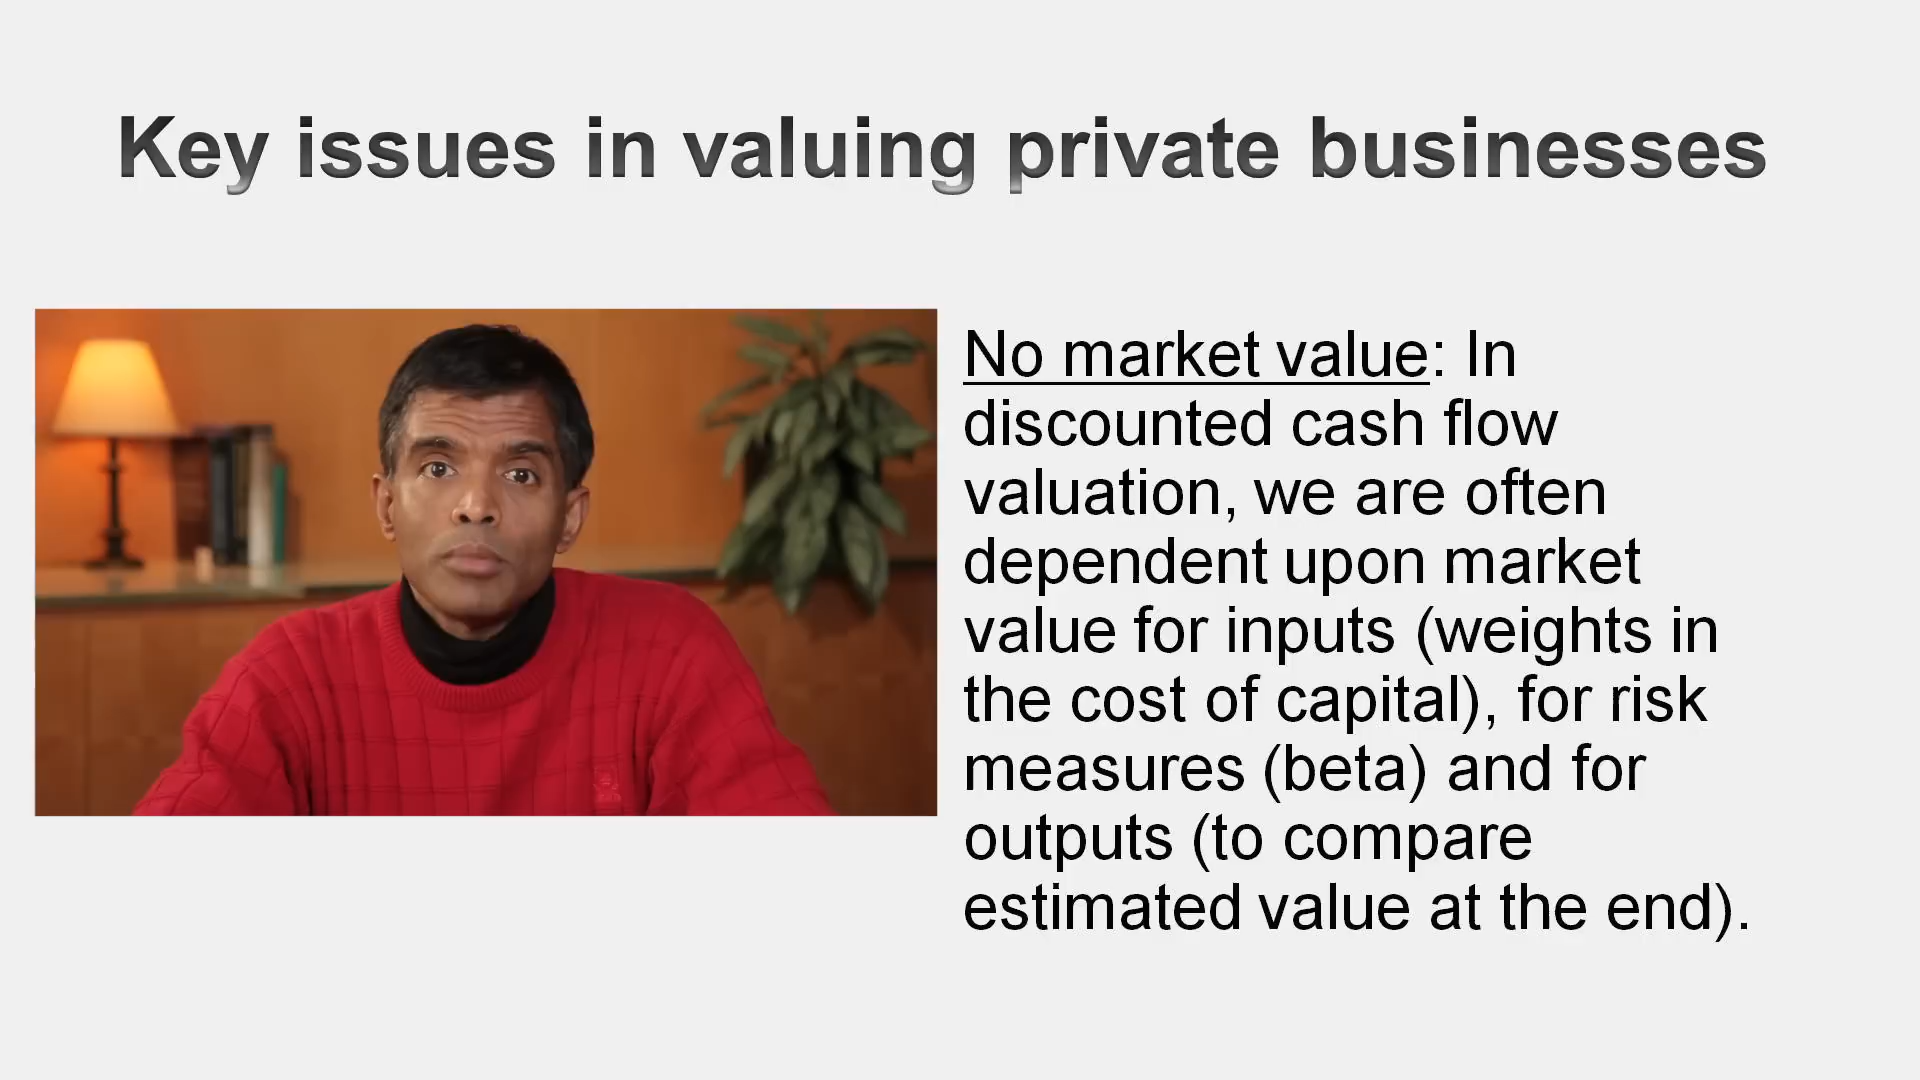 Key issues in valuing private businesses
No market value: In
discounted cash flow
valuation, we are often
dependent upon market
value for inputs (weights in
the cost of capital), for risk
measures (beta) and for
outputs (to compare
estimated value at the end).